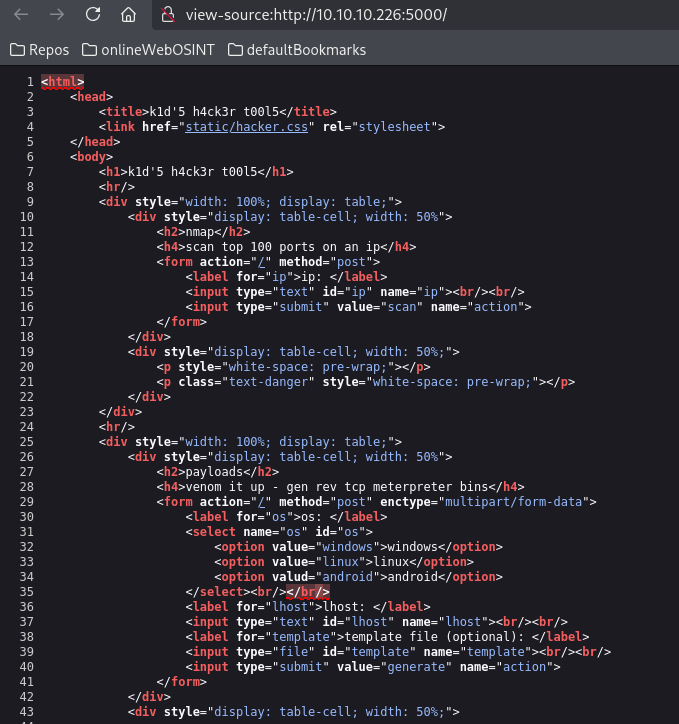 view-source:http://10.10.10.226:5000/
Repos onlineWebOSINT defaultBookmarks
1 <html>
2 <head>
3 <title>k1d'5 h4ck3r t00l5</title>
4 <link href="static/hacker.css" rel="stylesheet">
5 </head>
6 <body>
7 <h1>k1d'5 h4ck3r t00l5</h1>
8 <hr/>
9 <div style="width: 100%; display: table;">
10 <div style="display: table-cell; width: 50%">
11 <h2>nmap</h2>
12 <h4>scan top 100 ports on an ip</h4>
13 <form action="/" method="post">
14 <label for="ip">ip: </label>
15 <input type="text" id="ip" name="ip"><br/><br/>
16 <input type="submit" value="scan" name="action">
17 </form>
18 </div>
19 <div style="display: table-cell; width: 50%;">
20 <p style="white-space: pre-wrap;"></p>
21 <p class="text-danger" style="white-space: pre-wrap;"></p>
22 </div>
23 </div>
24 <hr/>
25 <div style="width: 100%; display: table;">
26 <div style="display: table-cell; width: 50%">
27 <h2>payloads</h2>
28 <h4>venom it up - gen rev tcp meterpreter bins</h4>
29 <form action="/" method="post" enctype="multipart/form-data">
30 <label for="os">os: </label>
31 <select name="os" id="os">
32 <option value="windows">windows</option>
33 <option value="linux">linux</option>
34 <option valud="android">android</option>
35 </select><br/></br/>
36 <label for="lhost">lhost: </label>
37 <input type="text" id="lhost" name="lhost"><br/><br/>
38 <label for="template">template file (optional): </label>
39 <input type="file" id="template" name="template"><br/><br/>
40 <input type="submit" value="generate" name="action">
41 </form>
42 </div>
43 <div style="display: table-cell; width: 50%;">